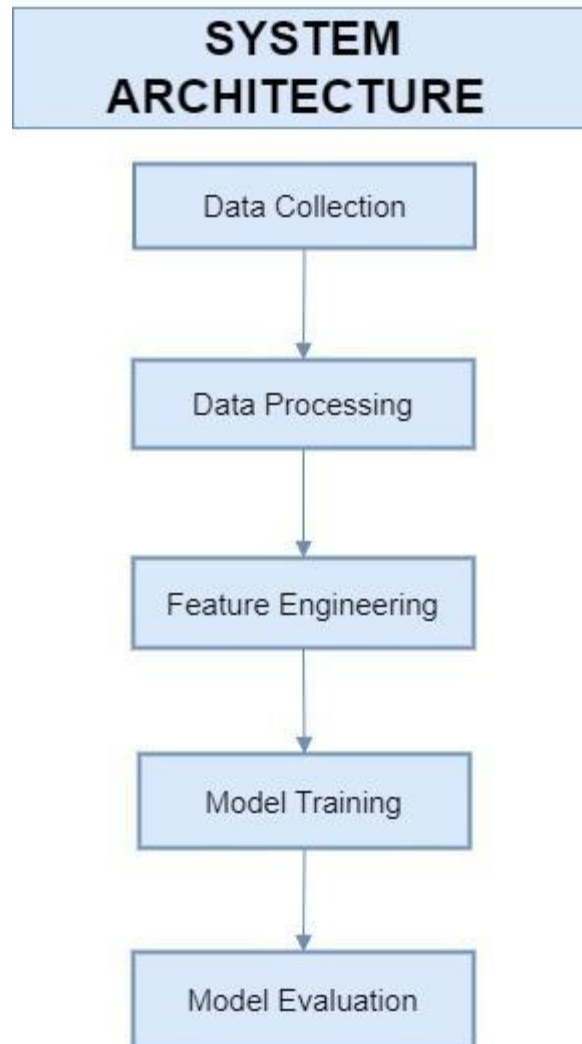 SYSTEM
ARCHITECTURE
Data Collection
Data Processing
Feature Engineering
Model Training
Model Evaluation